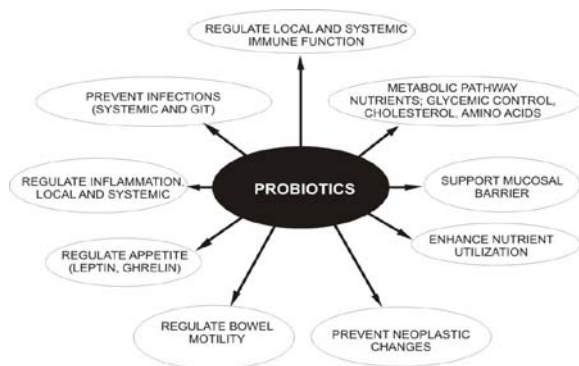 REGULATE LOCAL AND SYSTEMIC
IMMUNE FUNCTION
PREVENT INFECTIONS
(SYSTEMIC AND GIT)
METABOLIC PATHWAY
NUTRIENTS; GLYCEMIC CONTROL,
CHOLESTEROL, AMINO ACIDS
REGULATE INFLAMMATION,
LOCAL AND SYSTEMIC
PROBIOTICS
SUPPORT MUCOSAL
BARRIER
REGULATE APPETITE
(LEPTIN, GHRELIN)
ENHANCE NUTRIENT
UTILIZATION
REGULATE BOWEL
MOTILITY
PREVENT NEOPLASTIC
CHANGES